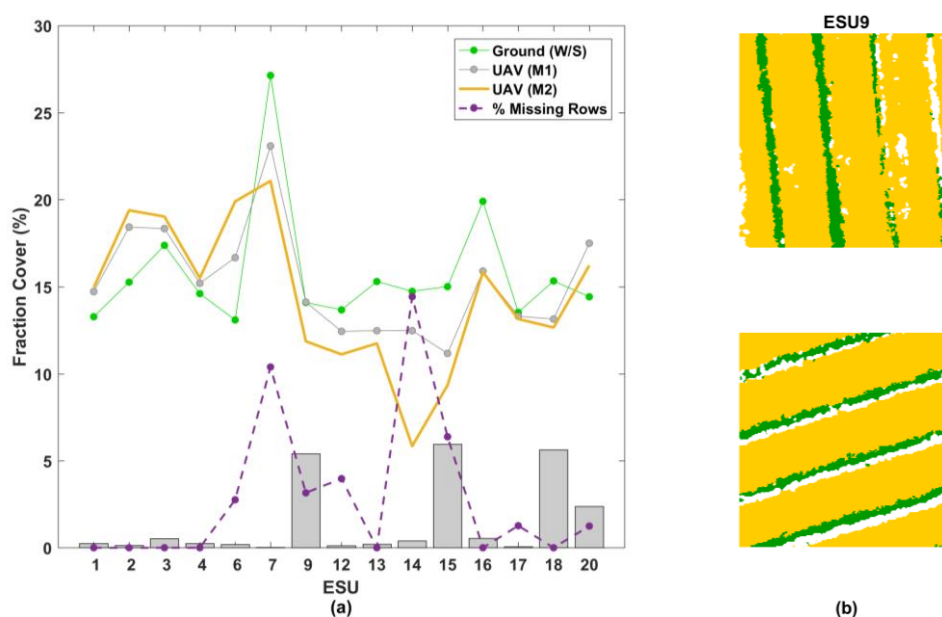 ESU9
30
25
20
15
10
5
0
Fraction Cover (%)
Ground (W/S)
UAV (M1)
UAV (M2)
% Missing Rows
1 2 3 4 6 7 9 12 13 14 15 16 17 18 20
ESU
(a)
(b)